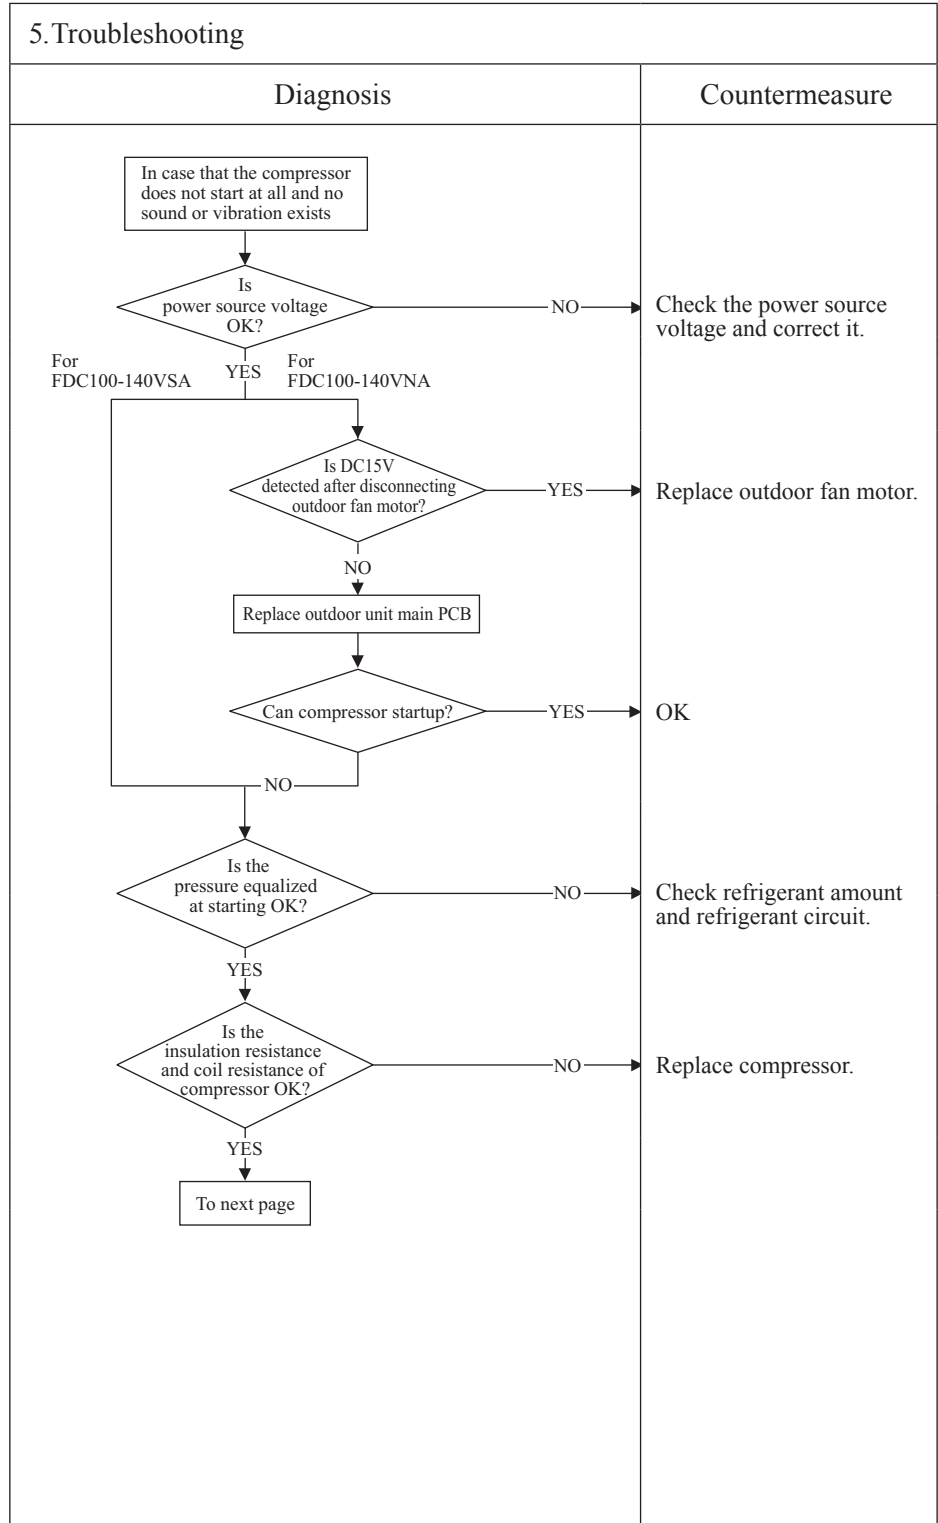 5.Troubleshooting
Diagnosis
Countermeasure
In case that the compressor
does not start at all and no
sound or vibration exists
Is
power source voltage
OK?
NO
Check the power source
voltage and correct it.
For
FDC100-140VSA
YES
For
FDC100-140VNA
Is DC15V
detected after disconnecting
outdoor fan motor?
YES
Replace outdoor fan motor.
NO
Replace outdoor unit main PCB
Can compressor startup?
YES
OK
NO
Is the
pressure equalized
at starting OK?
NO
Check refrigerant amount
and refrigerant circuit.
YES
Is the
insulation resistance
and coil resistance of
compressor OK?
NO
Replace compressor.
YES
To next page